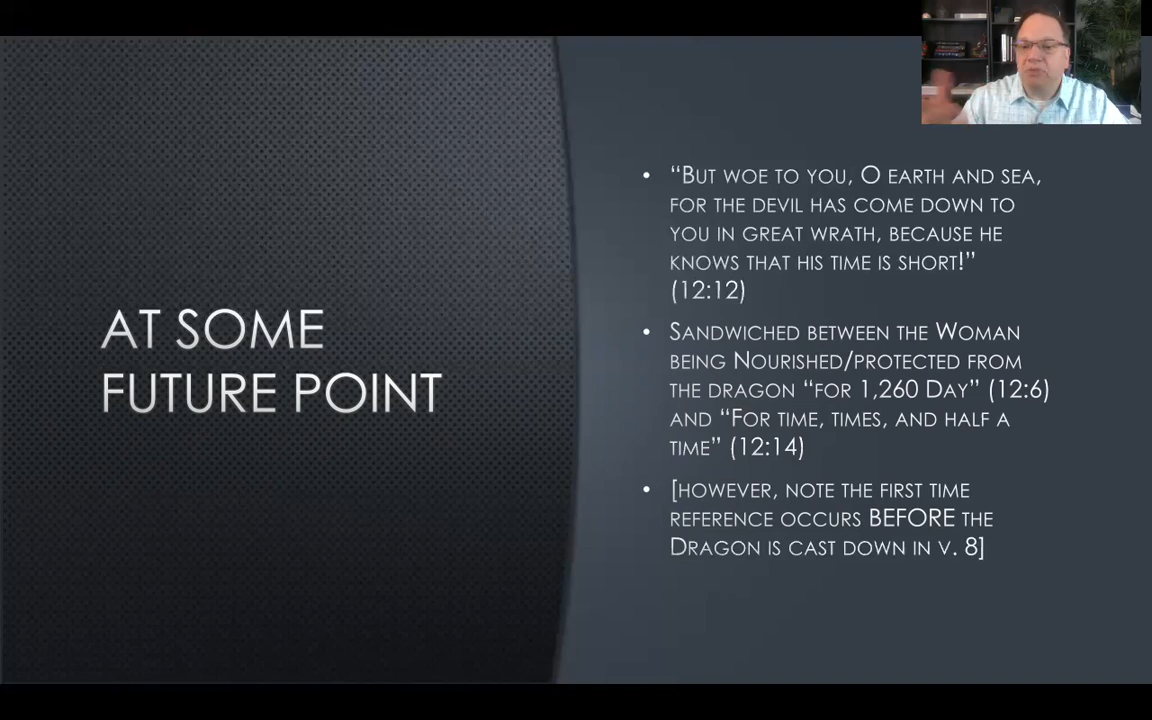 AT SOME
FUTURE POINT
• “But woe to you, O earth and sea,
for the devil has come down to
you in great wrath, because he
knows that his time is short!”
(12:12)
• Sandwiched between the Woman
being Nourished/protected from
the dragon “for 1,260 Day” (12:6)
and “For time, times, and half a
time” (12:14)
• [however, note the first time
reference occurs BEFORE the
Dragon is cast down in v. 8]